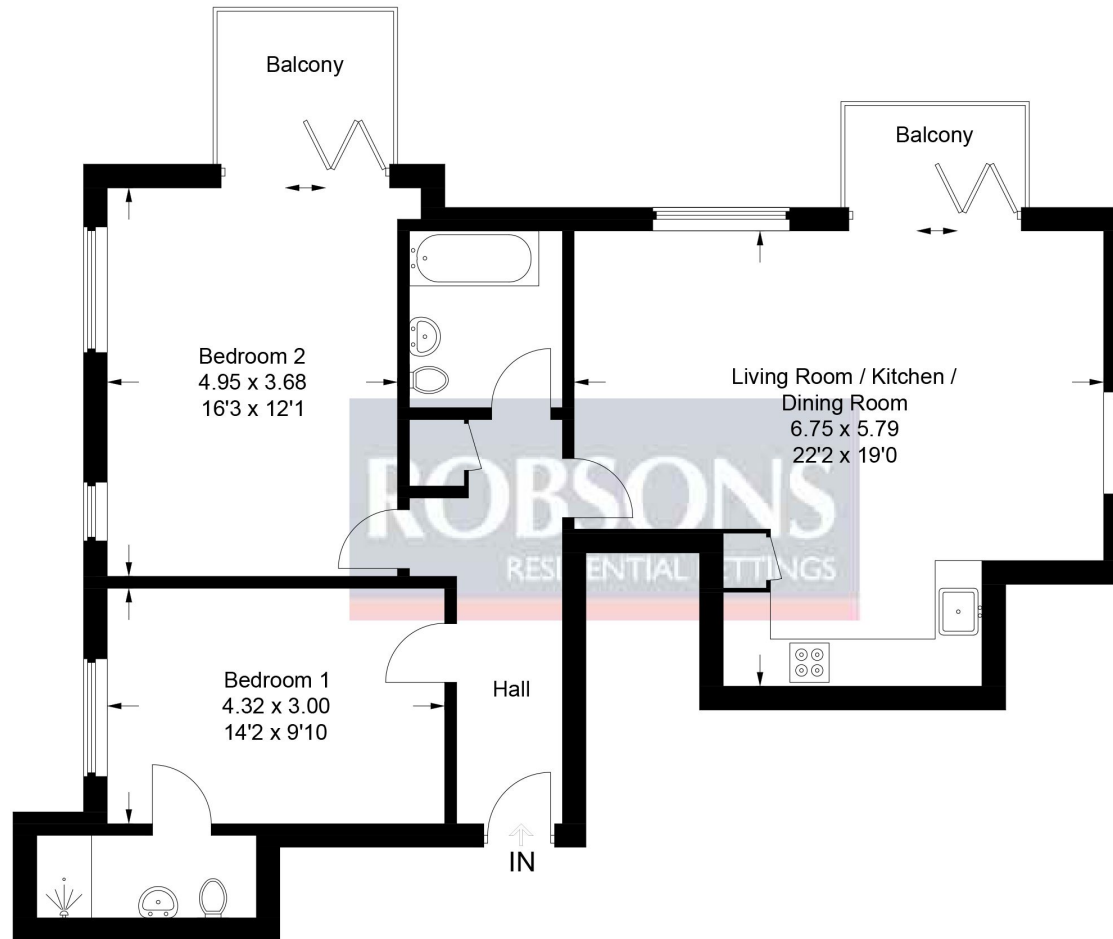 Balcony
Balcony
Bedroom 2
4.95 x 3.68
16'3 x 12'1
Living Room / Kitchen /
Dining Room
6.75 x 5.79
22'2 x 19'0
ROBSONS
RESIDENTIAL LETTINGS
Bedroom 1
4.32 x 3.00
14'2 x 9'10
Hall
IN